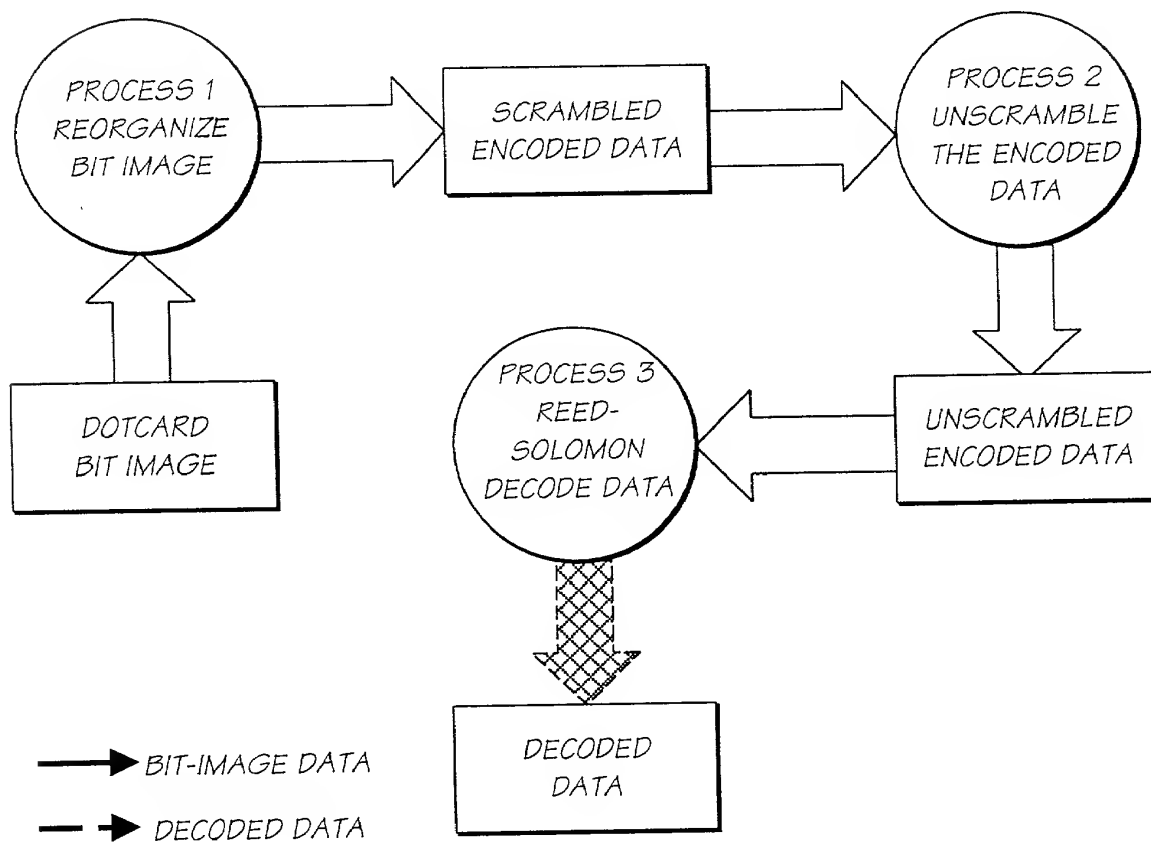 PROCESS 1
REORGANIZE
BIT IMAGE
SCRAMBLED
ENCODED DATA
PROCESS 2
UNSCRAMBLE
THE ENCODED
DATA
DOTCARD
BIT IMAGE
PROCESS 3
REED-
SOLOMON
DECODE DATA
UNSCRAMBLED
ENCODED DATA
DECODED
DATA
BIT-IMAGE DATA
DECODED DATA